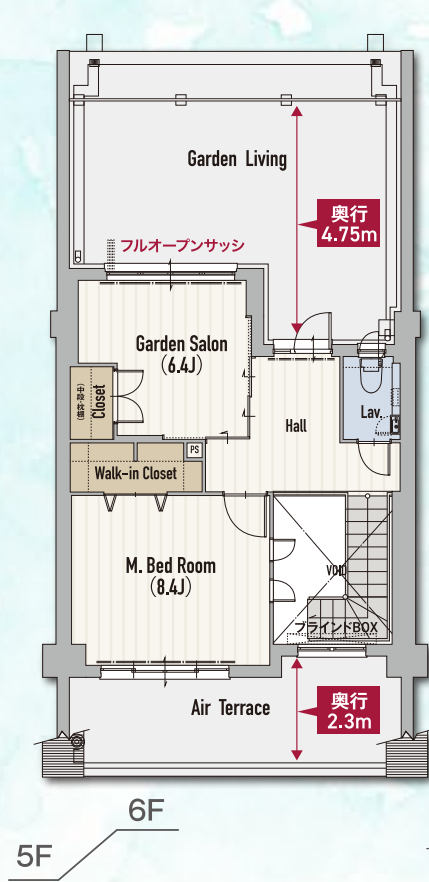 Garden Living
奥行
4.75m
フルオープンサッシ
Garden Salon
(6.4J)
Closet
(中段・枕棚)
Hall
Lav.
PS
Walk-in Closet
M. Bed Room
(8.4J)
VOID
ブラインドBOX
Air Terrace
奥行
2.3m
6F
5F